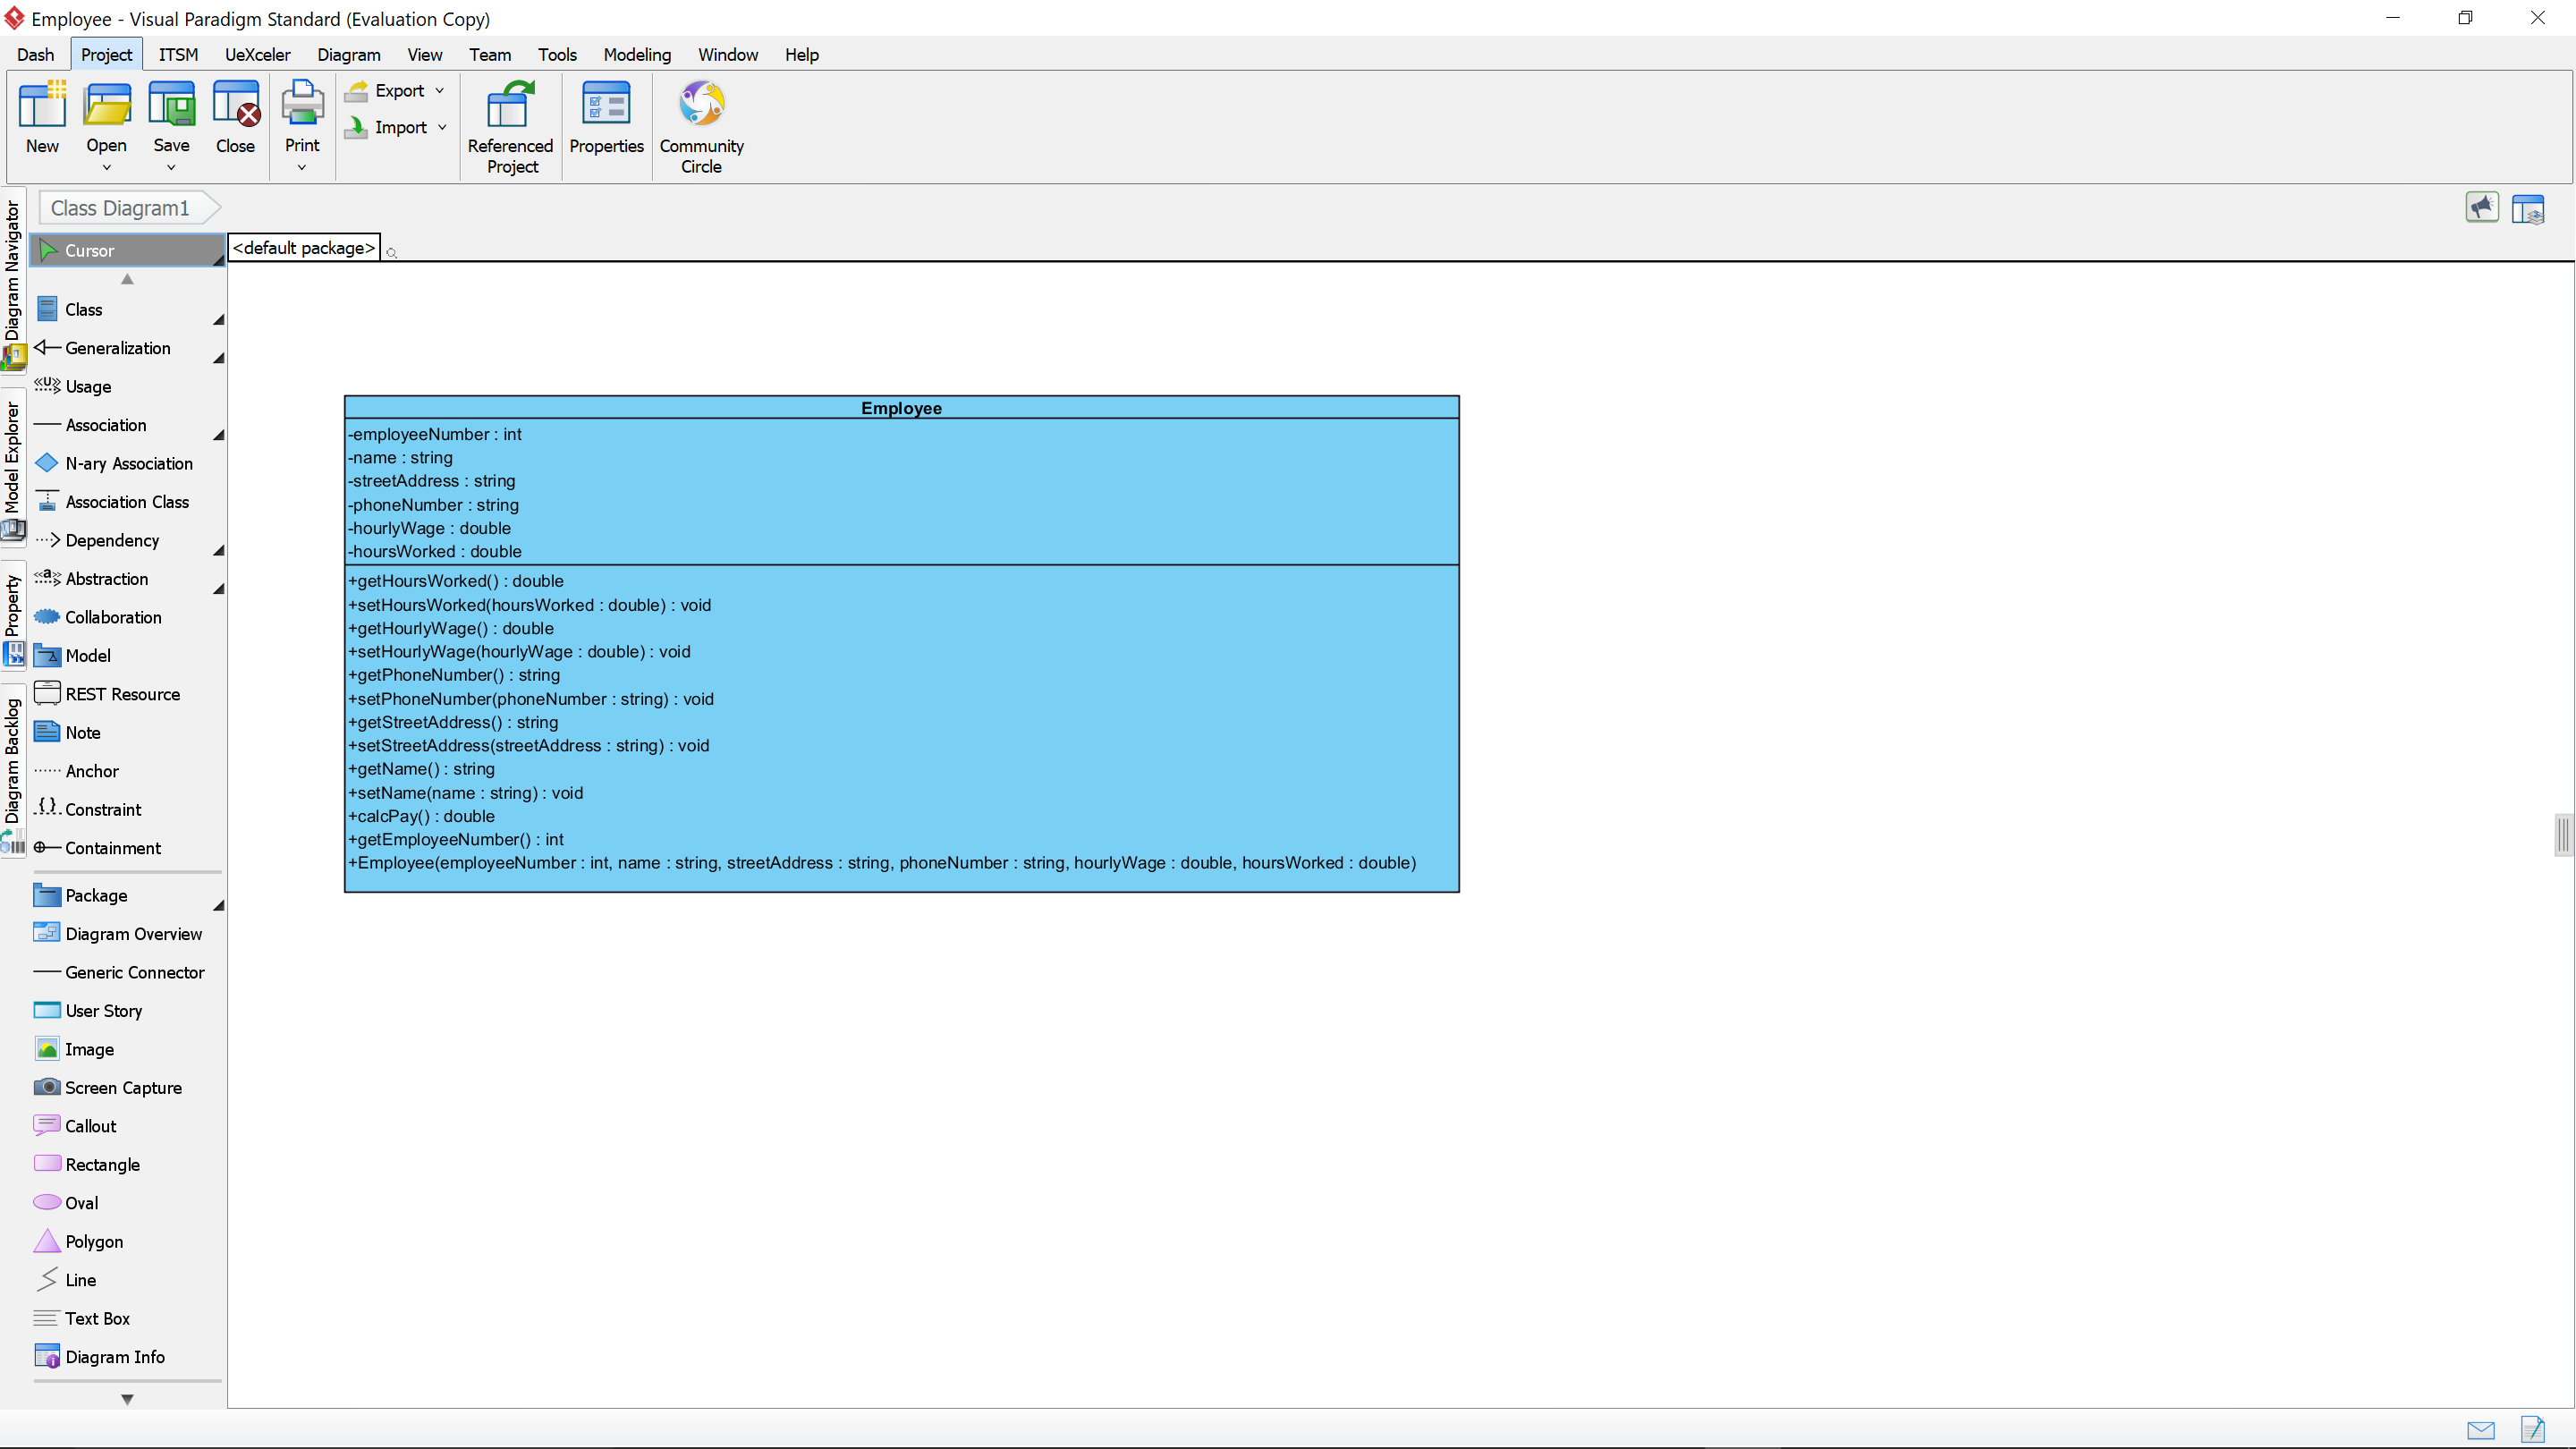 Employee - Visual Paradigm Standard (Evaluation Copy)
Dash Project ITSM UeXceler Diagram View Team Tools Modeling Window Help
New
Open
Save
Close
Print
Export
Import
Referenced
Project
Properties
Community
Circle
Diagram Navigator
Model Explorer
Property
Diagram Backlog
Class Diagram1
<default package>
Cursor
Class
Generalization
«U» Usage
Association
N-ary Association
Association Class
Dependency
«a» Abstraction
Collaboration
Model
REST Resource
Note
Anchor
{} Constraint
Containment
Package
Diagram Overview
Generic Connector
User Story
Image
Screen Capture
Callout
Rectangle
Oval
Polygon
Line
Text Box
Diagram Info
Employee
-employeeNumber : int
-name : string
-streetAddress : string
-phoneNumber : string
-hourlyWage : double
-hoursWorked : double
+getHoursWorked() : double
+setHoursWorked(hoursWorked : double) : void
+getHourlyWage() : double
+setHourlyWage(hourlyWage : double) : void
+getPhoneNumber() : string
+setPhoneNumber(phoneNumber : string) : void
+getStreetAddress() : string
+setStreetAddress(streetAddress : string) : void
+getName() : string
+setName(name : string) : void
+calcPay() : double
+getEmployeeNumber() : int
+Employee(employeeNumber : int, name : string, streetAddress : string, phoneNumber : string, hourlyWage : double, hoursWorked : double)